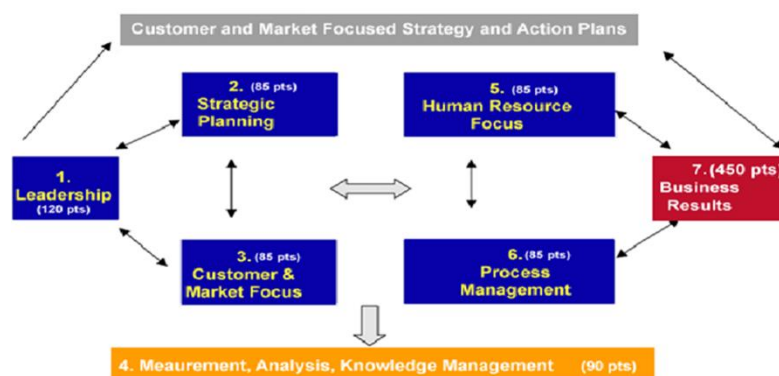 Customer and Market Focused Strategy and Action Plans
2. (85 pts)
Strategic
Planning
5. (85 pts)
Human Resource
Focus
1.
Leadership
(120 pts)
7. (450 pts)
Business
Results
3. (85 pts)
Customer &
Market Focus
6. (85 pts)
Process
Management
4. Meaurement, Analysis, Knowledge Management (90 pts)